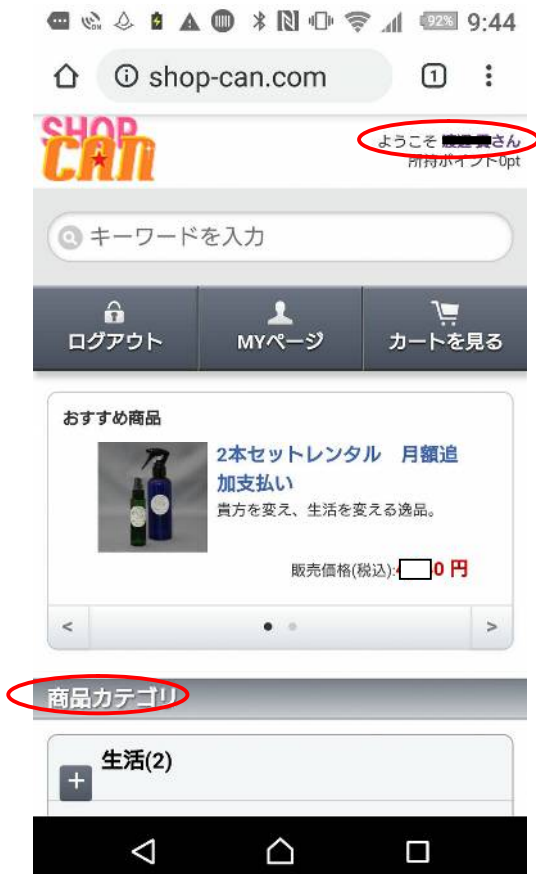 92% 9:44
shop-can.com 1
SHOP
CAN
ようこそ さん
所持ポイント0pt
キーワードを入力
ログアウト MYページ カートを見る
おすすめ商品
2本セットレンタル 月額追
加支払い
貴方を変え、生活を変える逸品。
販売価格(税込): 0 円
< >
商品カテゴリ
生活(2)
+